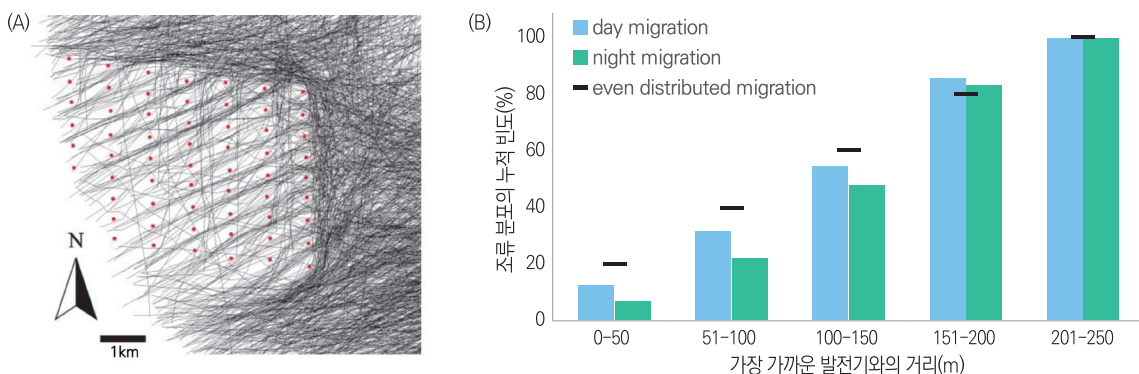 (A)
N
1km
(B)
day migration
night migration
even distributed migration
조류 분포의 누적 빈도(%)
100
80
60
40
20
0
0-50 51-100 100-150 151-200 201-250
가장 가까운 발전기와의 거리(m)